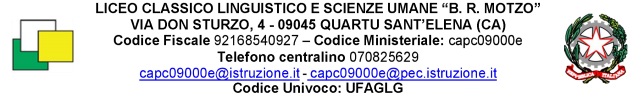 LICEO CLASSICO LINGUISTICO E SCIENZE UMANE “B. R. MOTZO”
VIA DON STURZO, 4 - 09045 QUARTU SANT’ELENA (CA)
Codice Fiscale 92168540927 – Codice Ministeriale: capc09000e
Telefono centralino 070825629
capc09000e@istruzione.it - capc09000e@pec.istruzione.it
Codice Univoco: UFAGLG